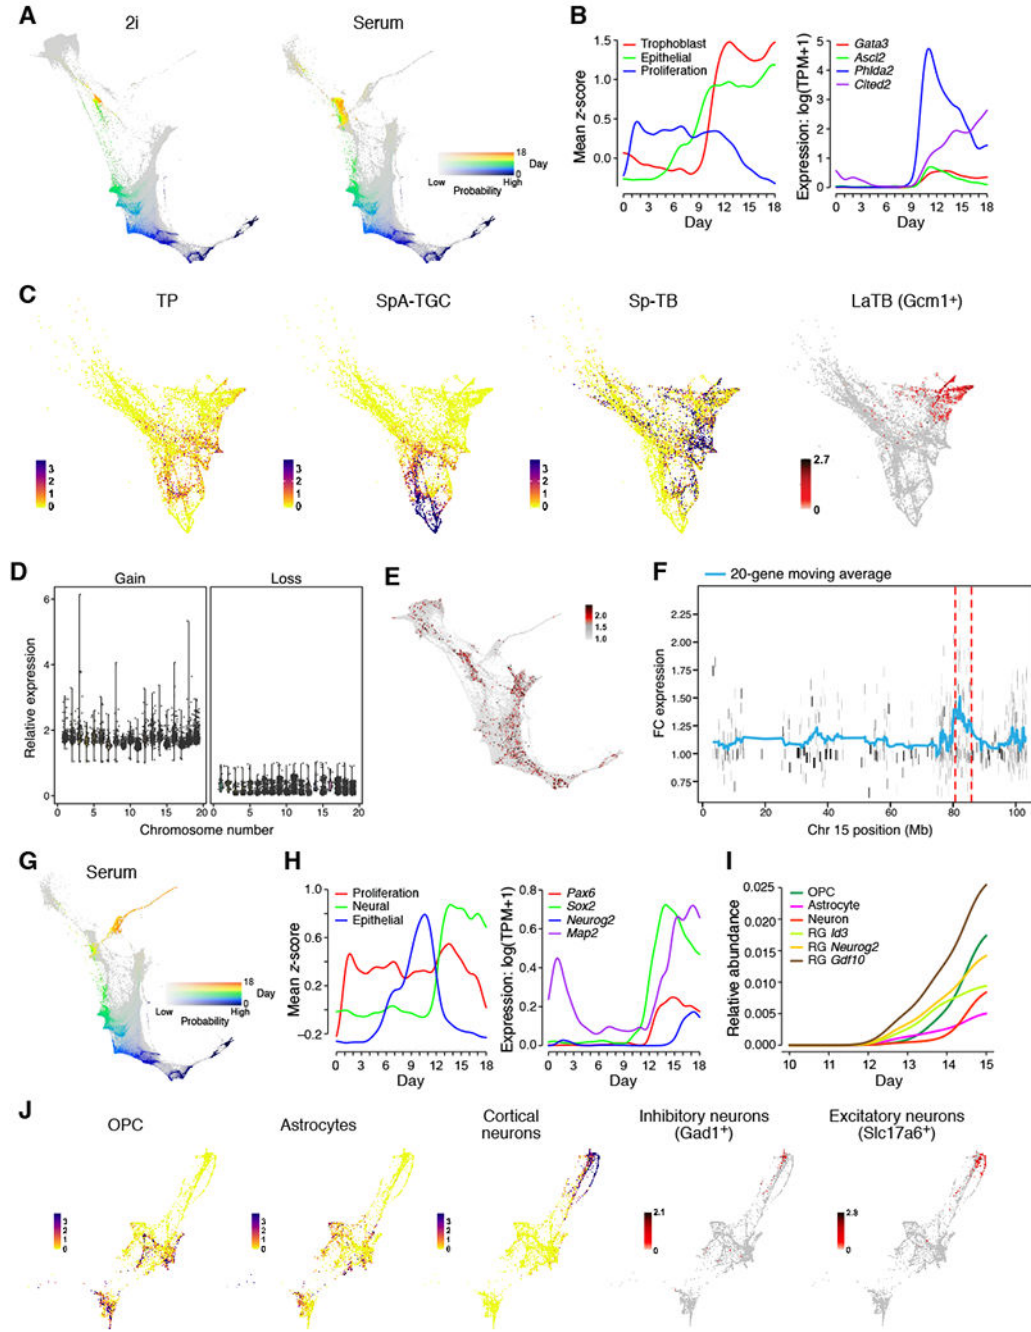 A
2i
Serum
18
Day
0
Low
High
Probability
B
Trophoblast
Epithelial
Proliferation
Mean z-score
1.5
1.0
0.5
0.0
0 3 6 9 12 15 18
Day
Gata3
Ascl2
Phlda2
Cited2
Expression: log(TPM+1)
5
4
3
2
1
0
0 3 6 9 12 15 18
Day
C
TP
SpA-TGC
Sp-TB
LaTB (Gcm1+)
3
2
1
0
3
2
1
0
3
2
1
0
2.7
0
D
Gain
Loss
Relative expression
6
4
2
0
0 5 10 15 20
0 5 10 15 20
Chromosome number
E
2.0
1.5
1.0
F
20-gene moving average
FC expression
2.25
2.00
1.75
1.50
1.25
1.00
0.75
0 20 40 60 80 100
Chr 15 position (Mb)
G
Serum
18
Day
0
Low
High
Probability
H
Proliferation
Neural
Epithelial
Mean z-score
1.0
0.6
0.2
−0.2
0 3 6 9 12 15 18
Day
Pax6
Sox2
Neurog2
Map2
Expression: log(TPM+1)
0.8
0.6
0.4
0.2
0.0
0 3 6 9 12 15 18
Day
I
OPC
Astrocyte
Neuron
RG Id3
RG Neurog2
RG Gdf10
Relative abundance
0.025
0.020
0.015
0.010
0.005
0.000
10 11 12 13 14 15
Day
J
OPC
Astrocytes
Cortical
neurons
Inhibitory neurons
(Gad1+)
Excitatory neurons
(Slc17a6+)
3
2
1
0
3
2
1
0
3
2
1
0
2.1
0
2.9
0